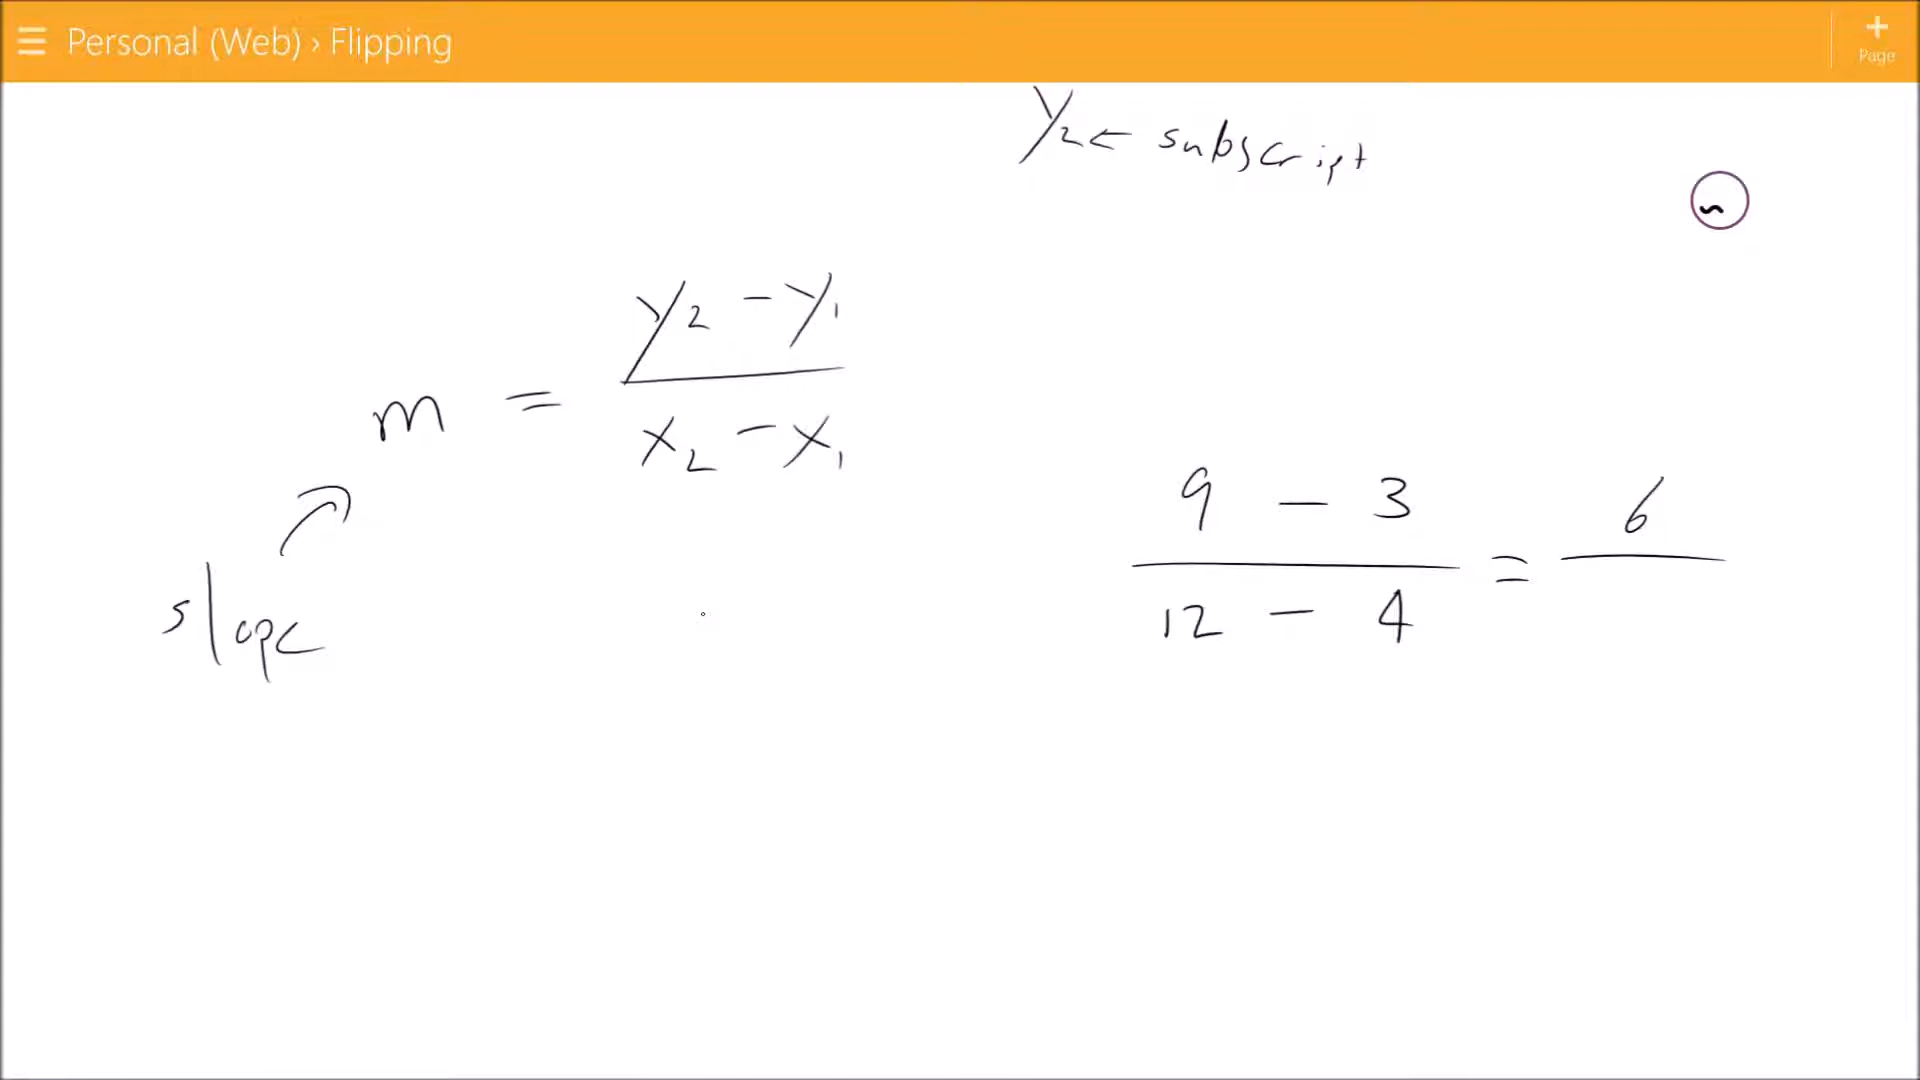 Personal (Web) › Flipping
+
Page
y₂ ← subscript
m = (y₂ - y₁) / (x₂ - x₁)
slope
(9 - 3) / (12 - 4) = 6 /